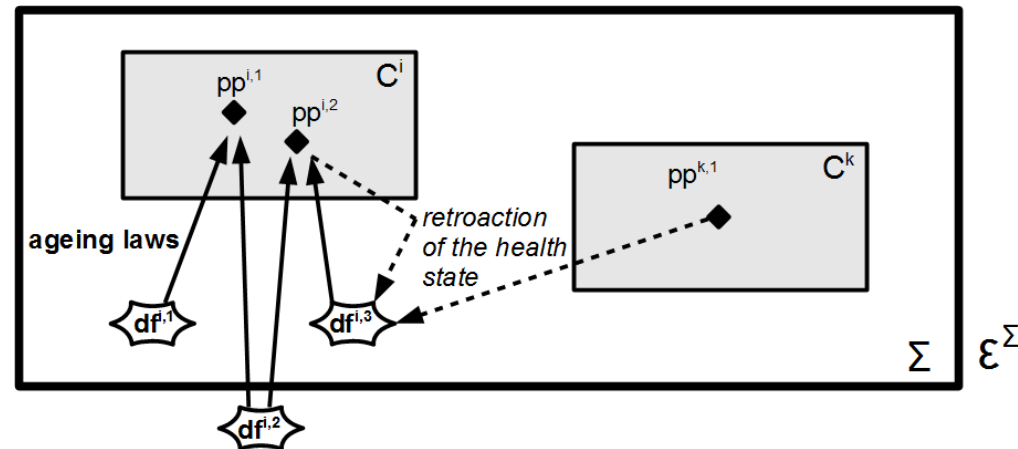 C^i
pp^i,1
pp^i,2
C^k
pp^k,1
retroaction
of the health
state
ageing laws
df^i,1
df^i,3
Σ
ε^Σ
df^i,2